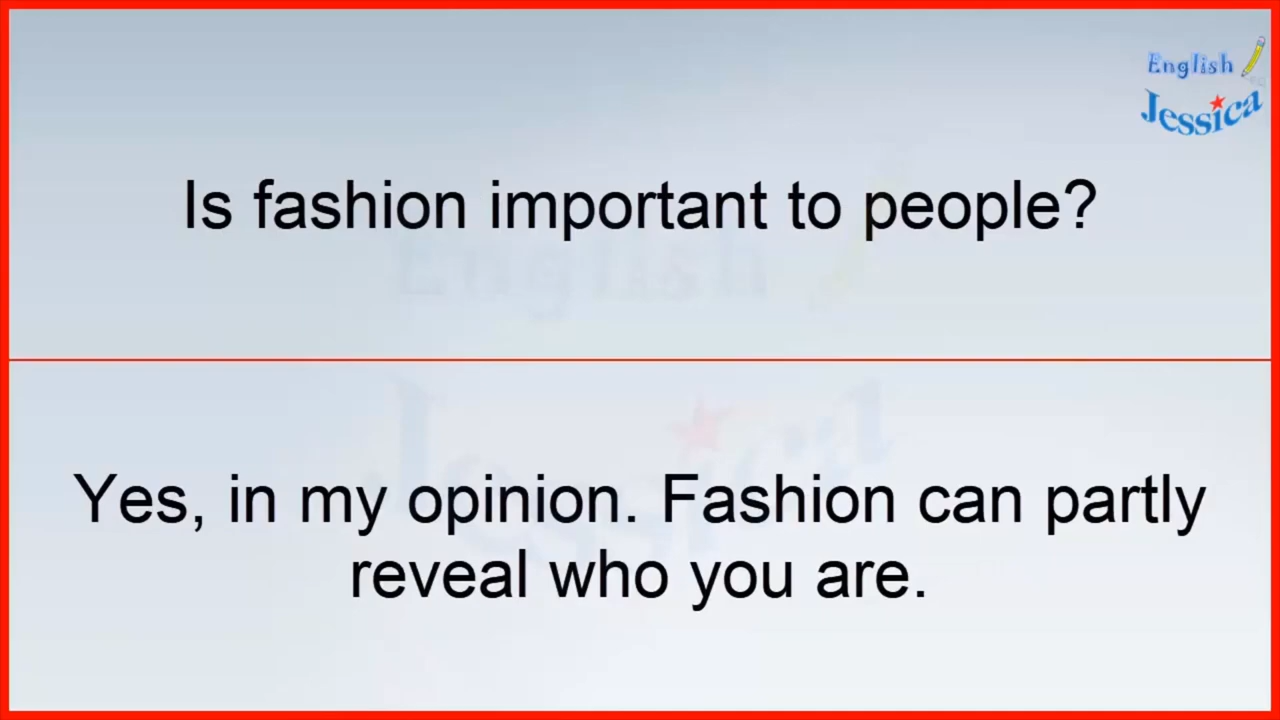 English
Jessica
Is fashion important to people?
Yes, in my opinion. Fashion can partly
reveal who you are.